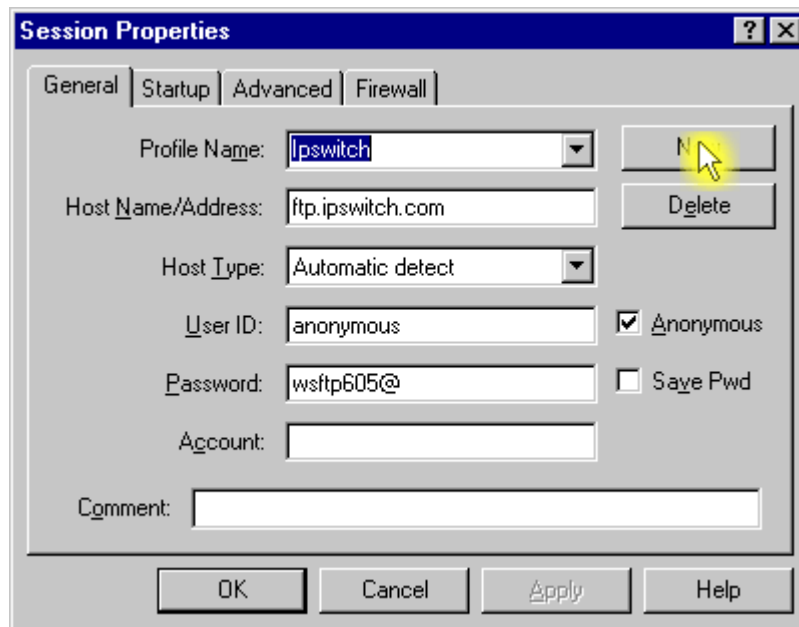 Session Properties
General Startup Advanced Firewall
Profile Name: Ipswitch
Host Name/Address: ftp.ipswitch.com Delete
Host Type: Automatic detect
User ID: anonymous Anonymous
Password: wsftp605@ Save Pwd
Account:
Comment:
OK Cancel Apply Help